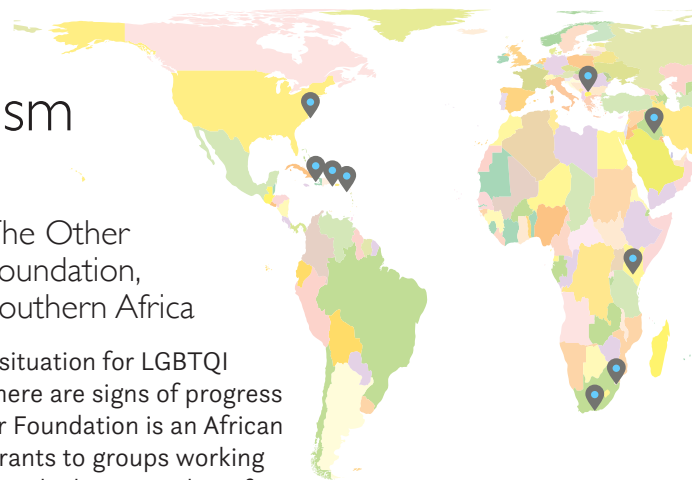 sm
he Other
oundation,
outhern Africa
situation for LGBTQI
here are signs of progress
r Foundation is an African
rants to groups working